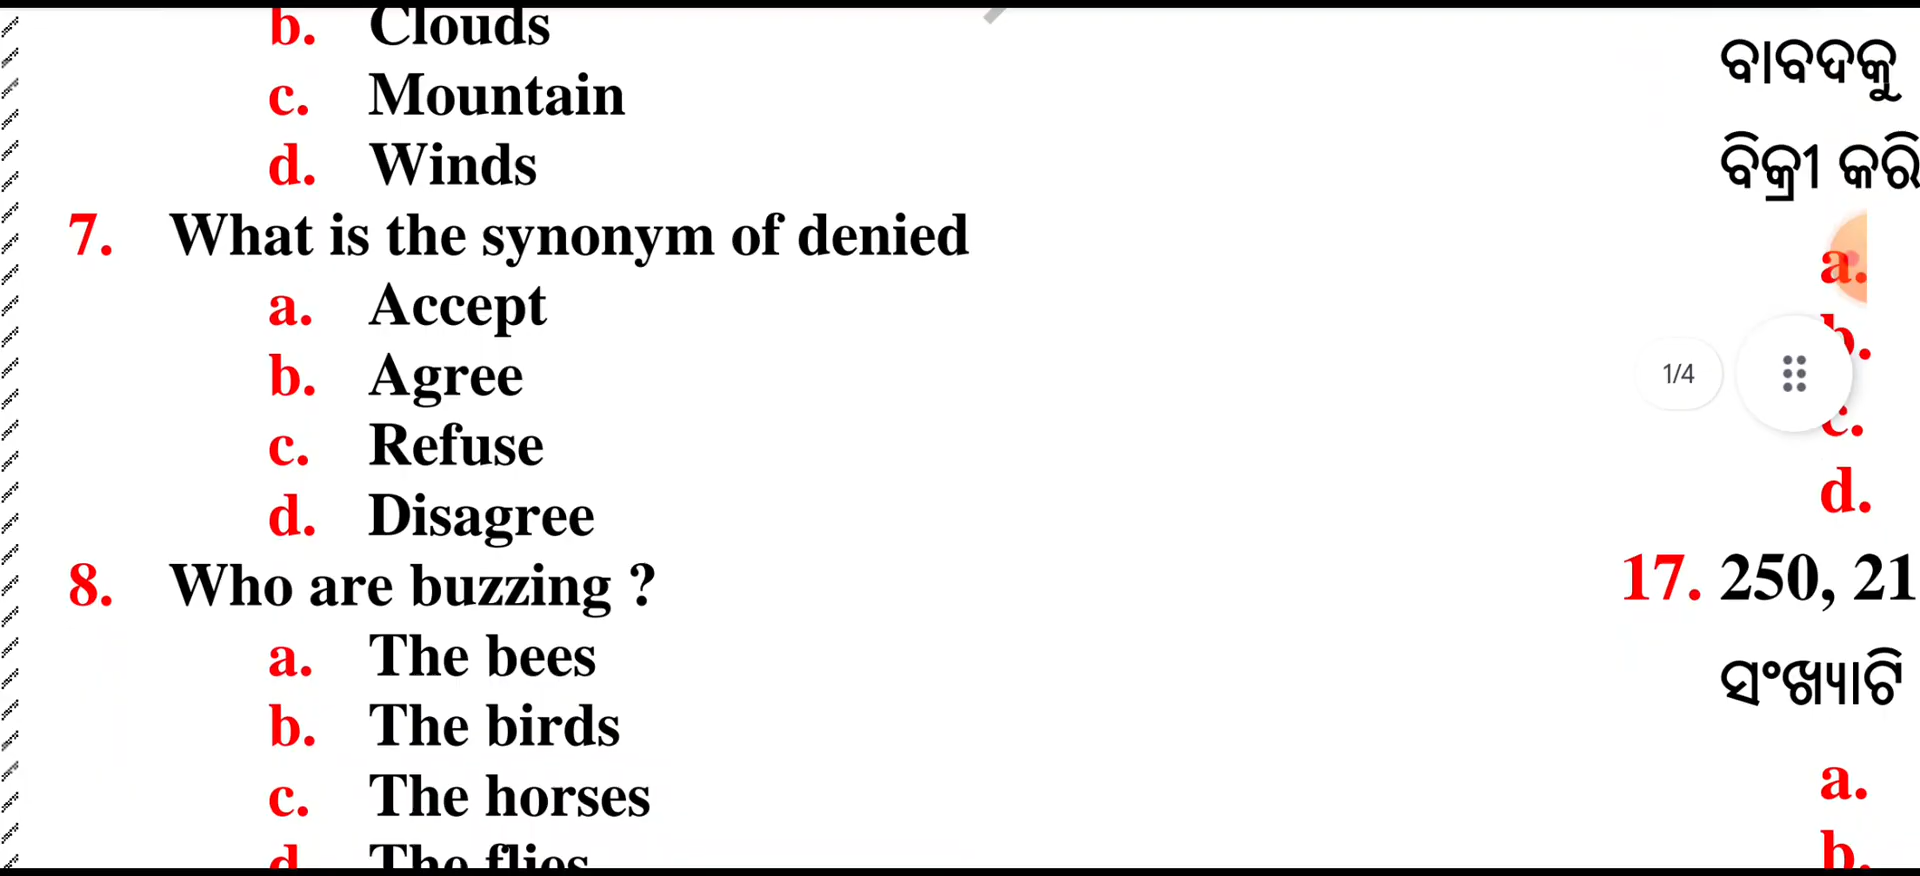 b. Clouds
c. Mountain
d. Winds
7. What is the synonym of denied
a. Accept
b. Agree
c. Refuse
d. Disagree
8. Who are buzzing ?
a. The bees
b. The birds
c. The horses
d. The flies
ବାବଦକୁ
ବିକ୍ରୀ କରି
a.
b.
c.
d.
1/4
17. 250, 21
ସଂଖ୍ୟାଟି
a.
b.